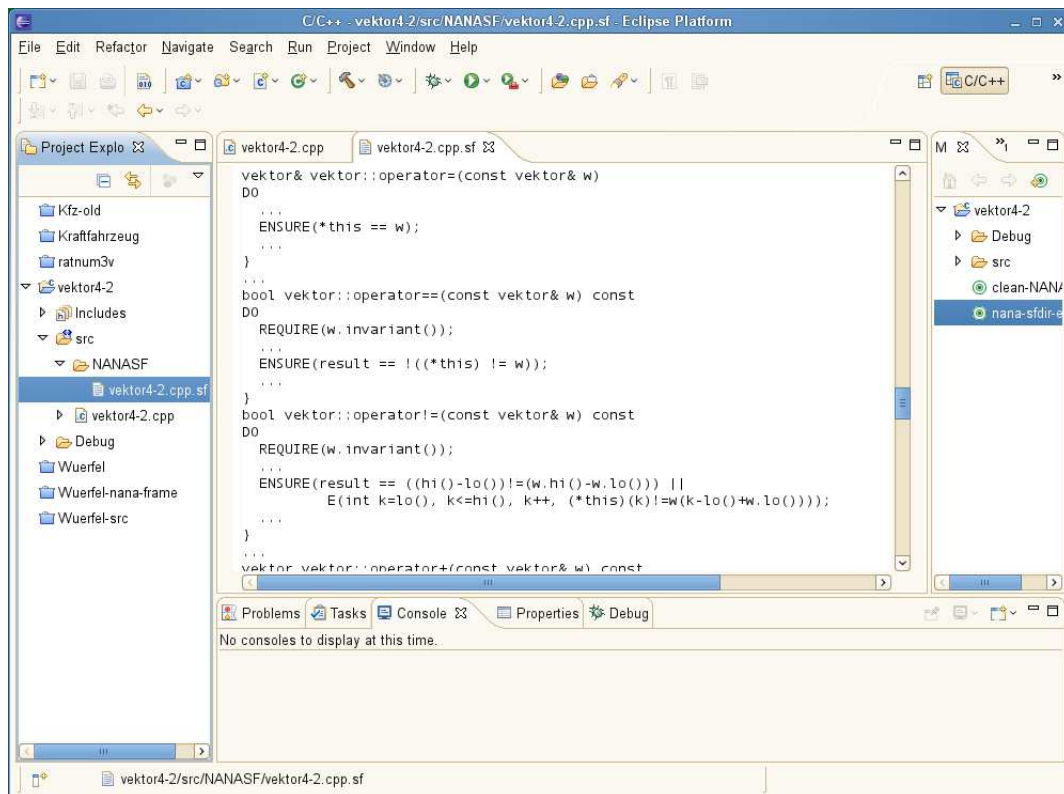 C/C++ - vektor4-2/src/NANASF/vektor4-2.cpp.sf - Eclipse Platform
File Edit Refactor Navigate Search Run Project Window Help
C/C++
Project Explo
vektor4-2.cpp
vektor4-2.cpp.sf
M
Kfz-old
Kraftfahrzeug
ratnum3v
vektor4-2
Includes
src
NANASF
vektor4-2.cpp.sf
vektor4-2.cpp
Debug
Wuerfel
Wuerfel-nana-frame
Wuerfel-src
vektor& vektor::operator=(const vektor& w)
DO
...
ENSURE(*this == w);
...
}
...
bool vektor::operator==(const vektor& w) const
DO
REQUIRE(w.invariant());
...
ENSURE(result == !((*this) != w));
...
}
bool vektor::operator!=(const vektor& w) const
DO
REQUIRE(w.invariant());
...
ENSURE(result == ((hi()-lo())!=(w.hi()-w.lo())) ||
E(int k=lo(), k<=hi(), k++, (*this)(k)!=w(k-lo()+w.lo())));
...
}
...
vektor vektor::operator+(const vektor& w) const
vektor4-2
Debug
src
clean-NANA
nana-sfdir-e
Problems Tasks Console Properties Debug
No consoles to display at this time.
vektor4-2/src/NANASF/vektor4-2.cpp.sf